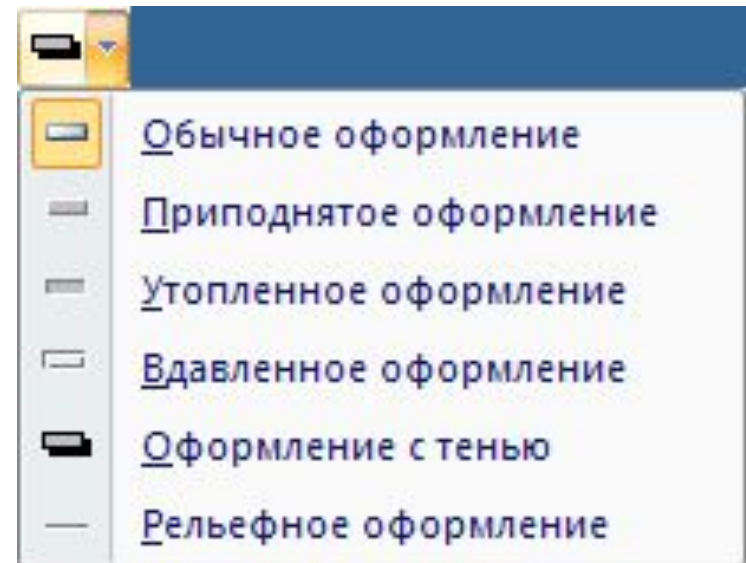 Обычное оформление
Приподнятое оформление
Утопленное оформление
Вдавленное оформление
Оформление с тенью
Рельефное оформление